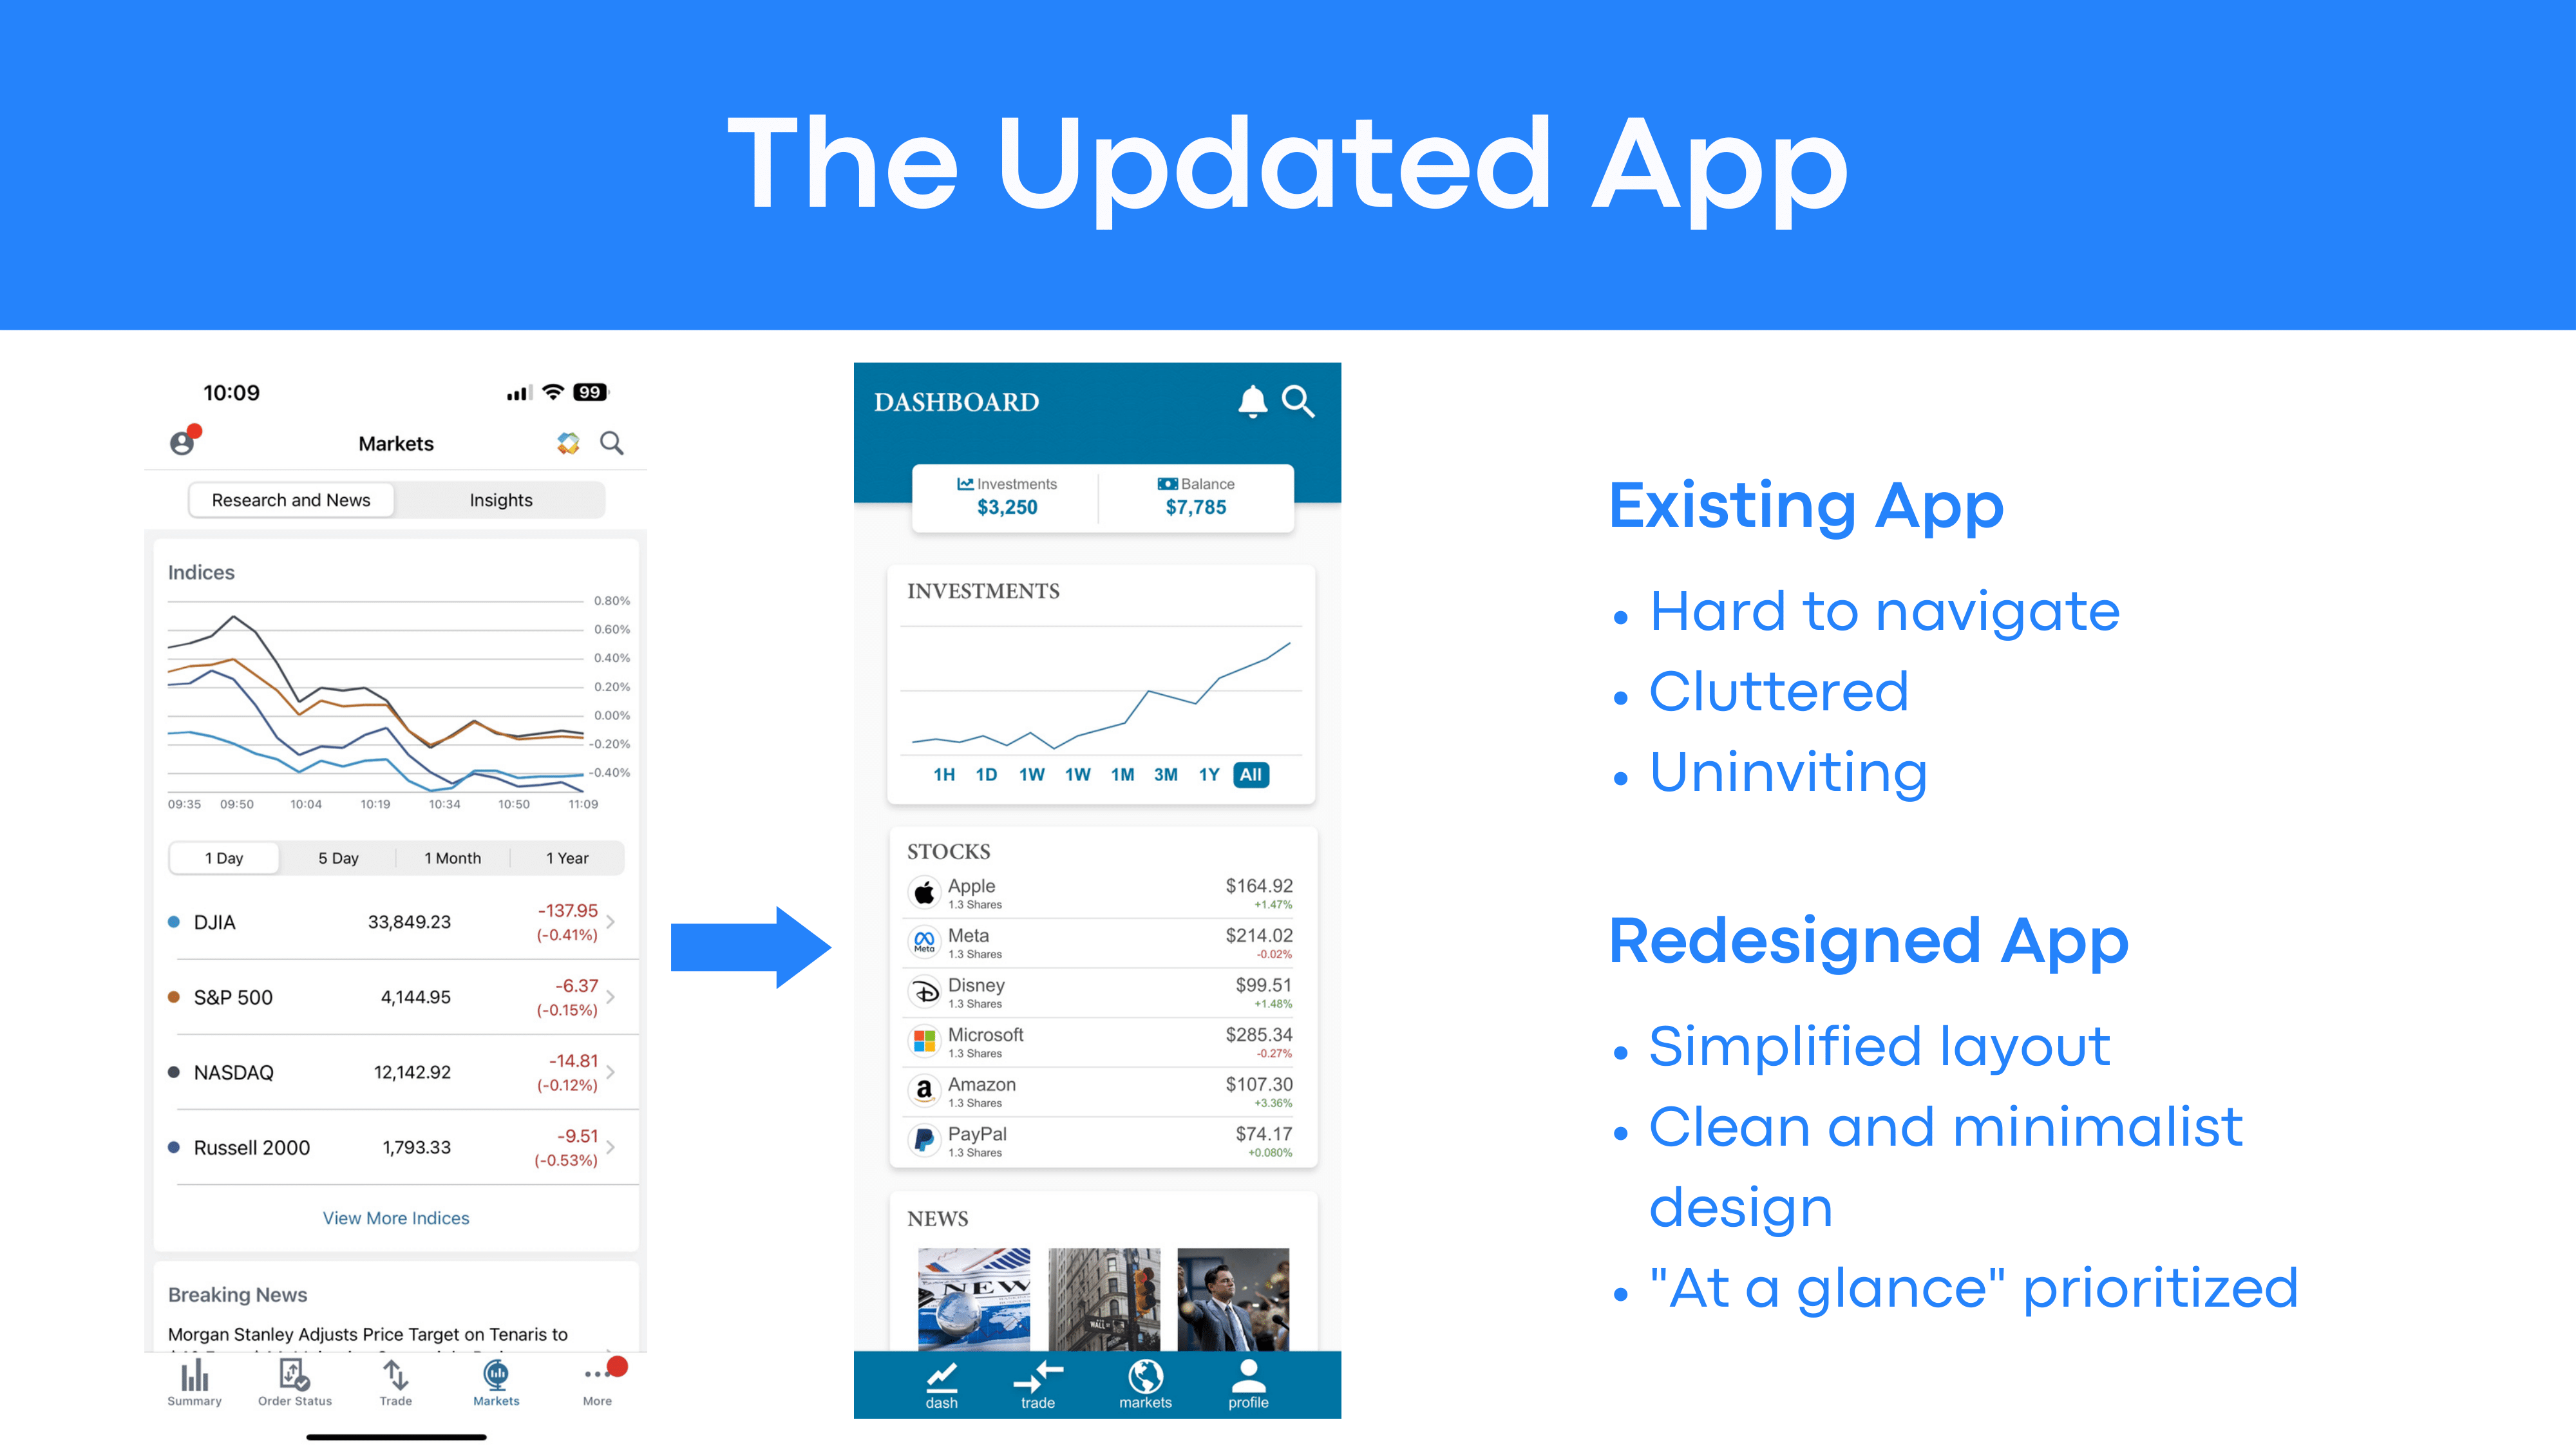 The Updated App
10:09
99
Markets
Research and News
Insights
Indices
0.80%
0.60%
0.40%
0.20%
0.00%
-0.20%
-0.40%
09:35 09:50 10:04 10:19 10:34 10:50 11:09
1 Day 5 Day 1 Month 1 Year
DJIA 33,849.23 -137.95
(-0.41%)
S&P 500 4,144.95 -6.37
(-0.15%)
NASDAQ 12,142.92 -14.81
(-0.12%)
Russell 2000 1,793.33 -9.51
(-0.53%)
View More Indices
Breaking News
Morgan Stanley Adjusts Price Target on Tenaris to
Summary Order Status Trade Markets More
DASHBOARD
Investments Balance
$3,250 $7,785
INVESTMENTS
1H 1D 1W 1W 1M 3M 1Y All
STOCKS
Apple $164.92
1.3 Shares +1.47%
Meta $214.02
Meta 1.3 Shares -0.02%
Disney $99.51
1.3 Shares +1.48%
Microsoft $285.34
1.3 Shares -0.27%
a Amazon $107.30
1.3 Shares +3.36%
PayPal $74.17
1.3 Shares +0.080%
NEWS
NEW
WALL
dash trade markets profile
Existing App
• Hard to navigate
• Cluttered
• Uninviting
Redesigned App
• Simplified layout
• Clean and minimalist
design
• "At a glance" prioritized